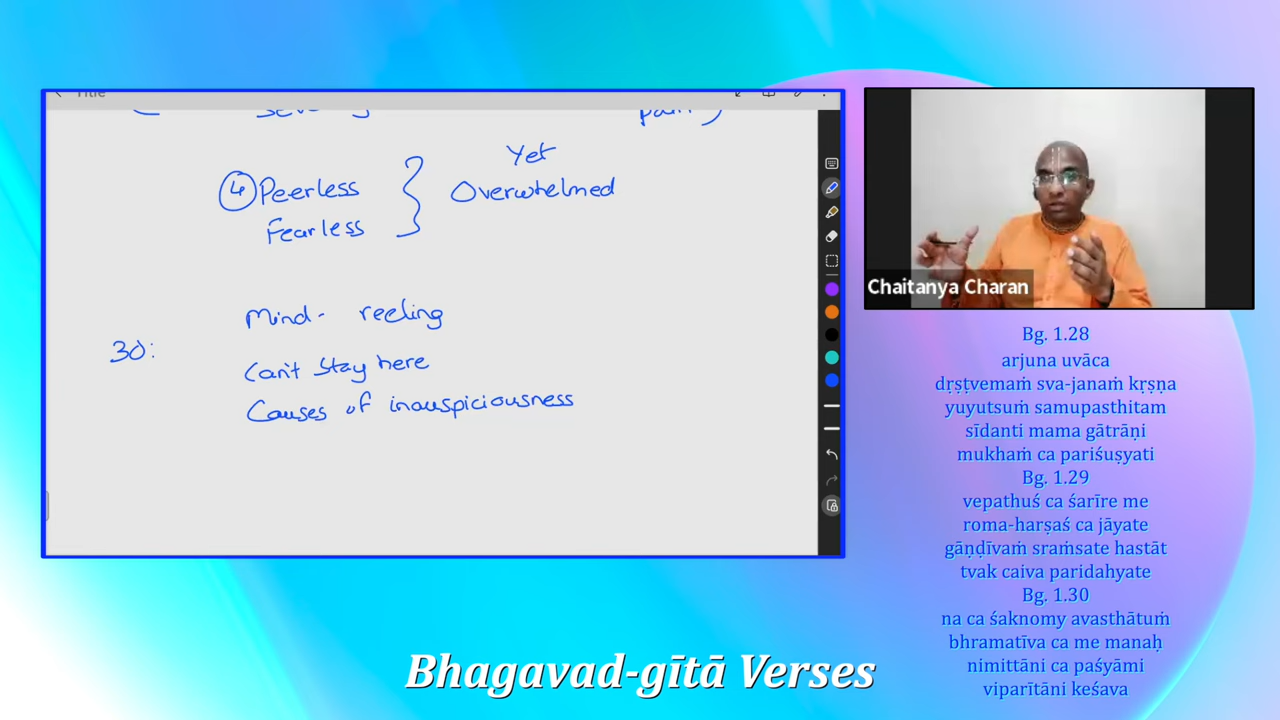 Title
④ Peerless
Fearless
Yet
Overwhelmed
30:
Mind- reeling
Can't stay here
Causes of inauspiciousness
Chaitanya Charan
Bg. 1.28
arjuna uvāca
dṛṣṭvemaṁ sva-janaṁ kṛṣṇa
yuyutsuṁ samupasthitam
sīdanti mama gātrāṇi
mukhaṁ ca pariśuṣyati
Bg. 1.29
vepathuś ca śarīre me
roma-harṣaś ca jāyate
gāṇḍīvaṁ sraṁsate hastāt
tvak caiva paridahyate
Bg. 1.30
na ca śaknomy avasthātuṁ
bhramatīva ca me manaḥ
nimittāni ca paśyāmi
viparītāni keśava
Bhagavad-gītā Verses